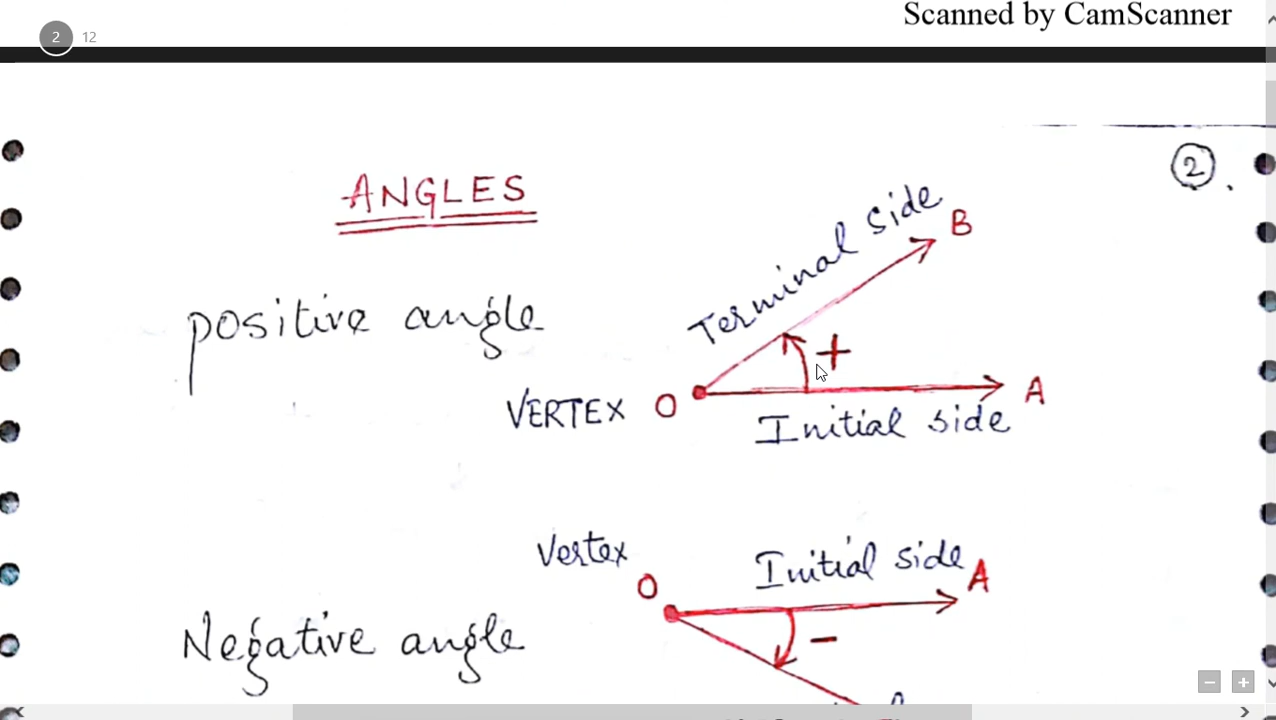 Scanned by CamScanner
2 12
2.
ANGLES
Terminal side
B
positive angle
+
VERTEX O
A
Initial side
Vertex
Initial side
O
A
Negative angle
-